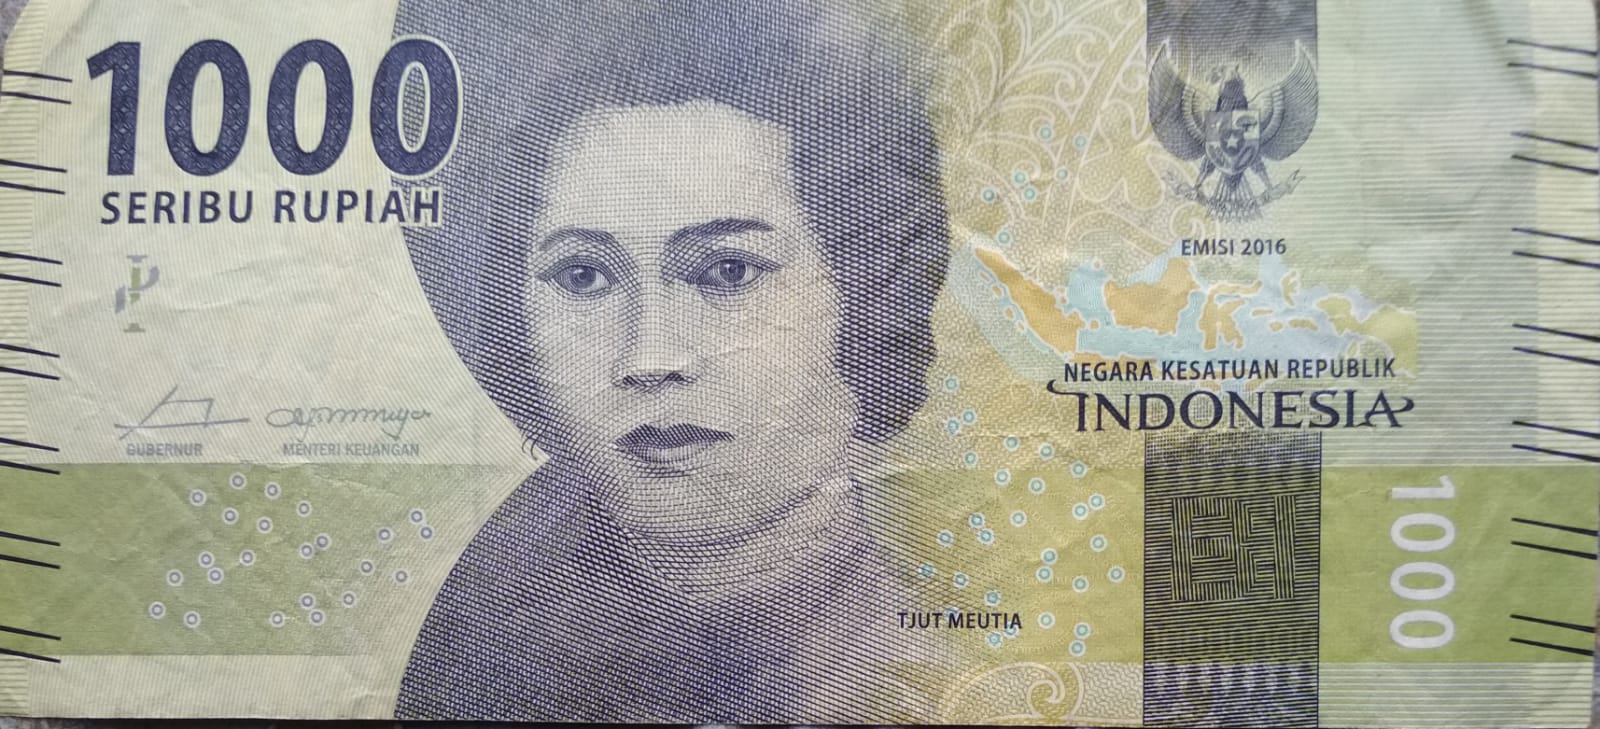 1000
SERIBU RUPIAH
EMISI 2016
NEGARA KESATUAN REPUBLIK
INDONESIA
GUBERNUR
MENTERI KEUANGAN
TJUT MEUTIA
1000